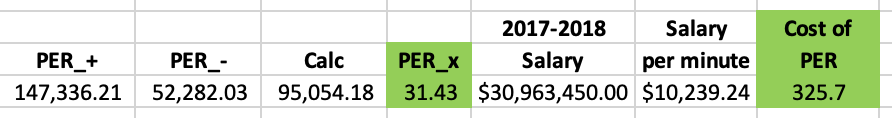 2017-2018 Salary Cost of
PER_+ PER_- Calc PER_x Salary per minute PER
147,336.21 52,282.03 95,054.18 31.43 $30,963,450.00 $10,239.24 325.7